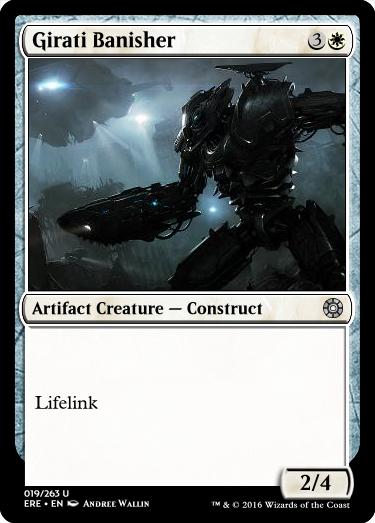 Girati Banisher 3
Artifact Creature — Construct
Lifelink
2/4
019/263 U
ERE • EN Andree Wallin
™ & © 2016 Wizards of the Coast